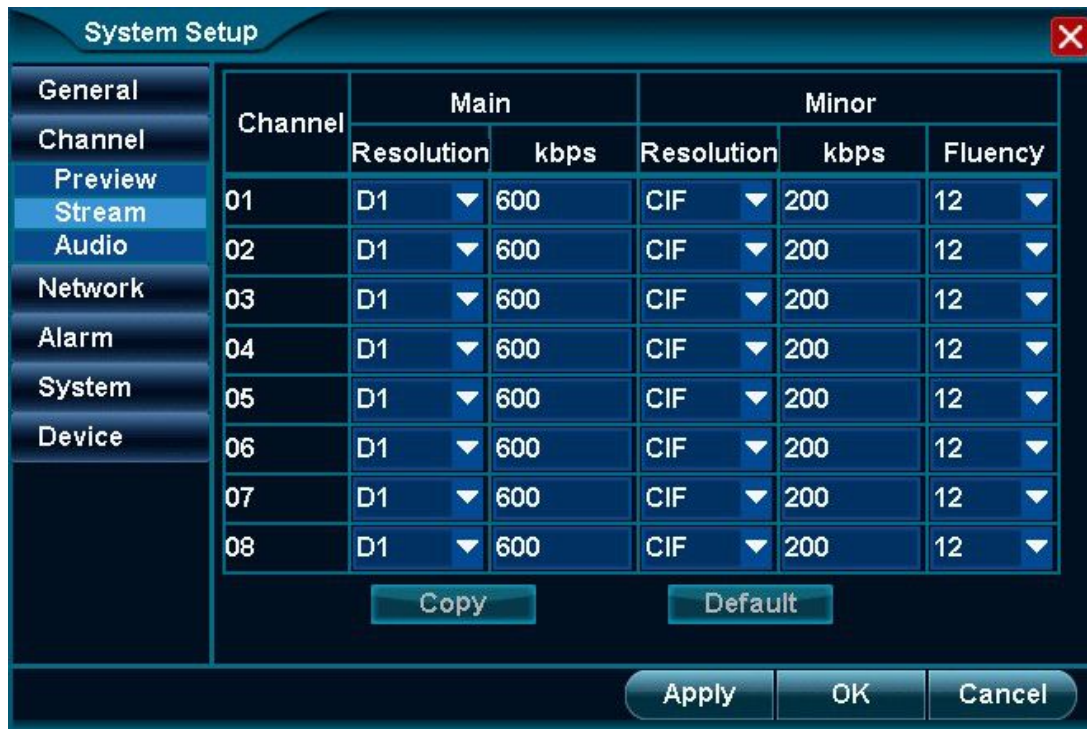 System Setup
General
Channel
Preview
Stream
Audio
Network
Alarm
System
Device
Channel Main Minor
Resolution kbps Resolution kbps Fluency
01 D1 600 CIF 200 12
02 D1 600 CIF 200 12
03 D1 600 CIF 200 12
04 D1 600 CIF 200 12
05 D1 600 CIF 200 12
06 D1 600 CIF 200 12
07 D1 600 CIF 200 12
08 D1 600 CIF 200 12
Copy Default
Apply OK Cancel